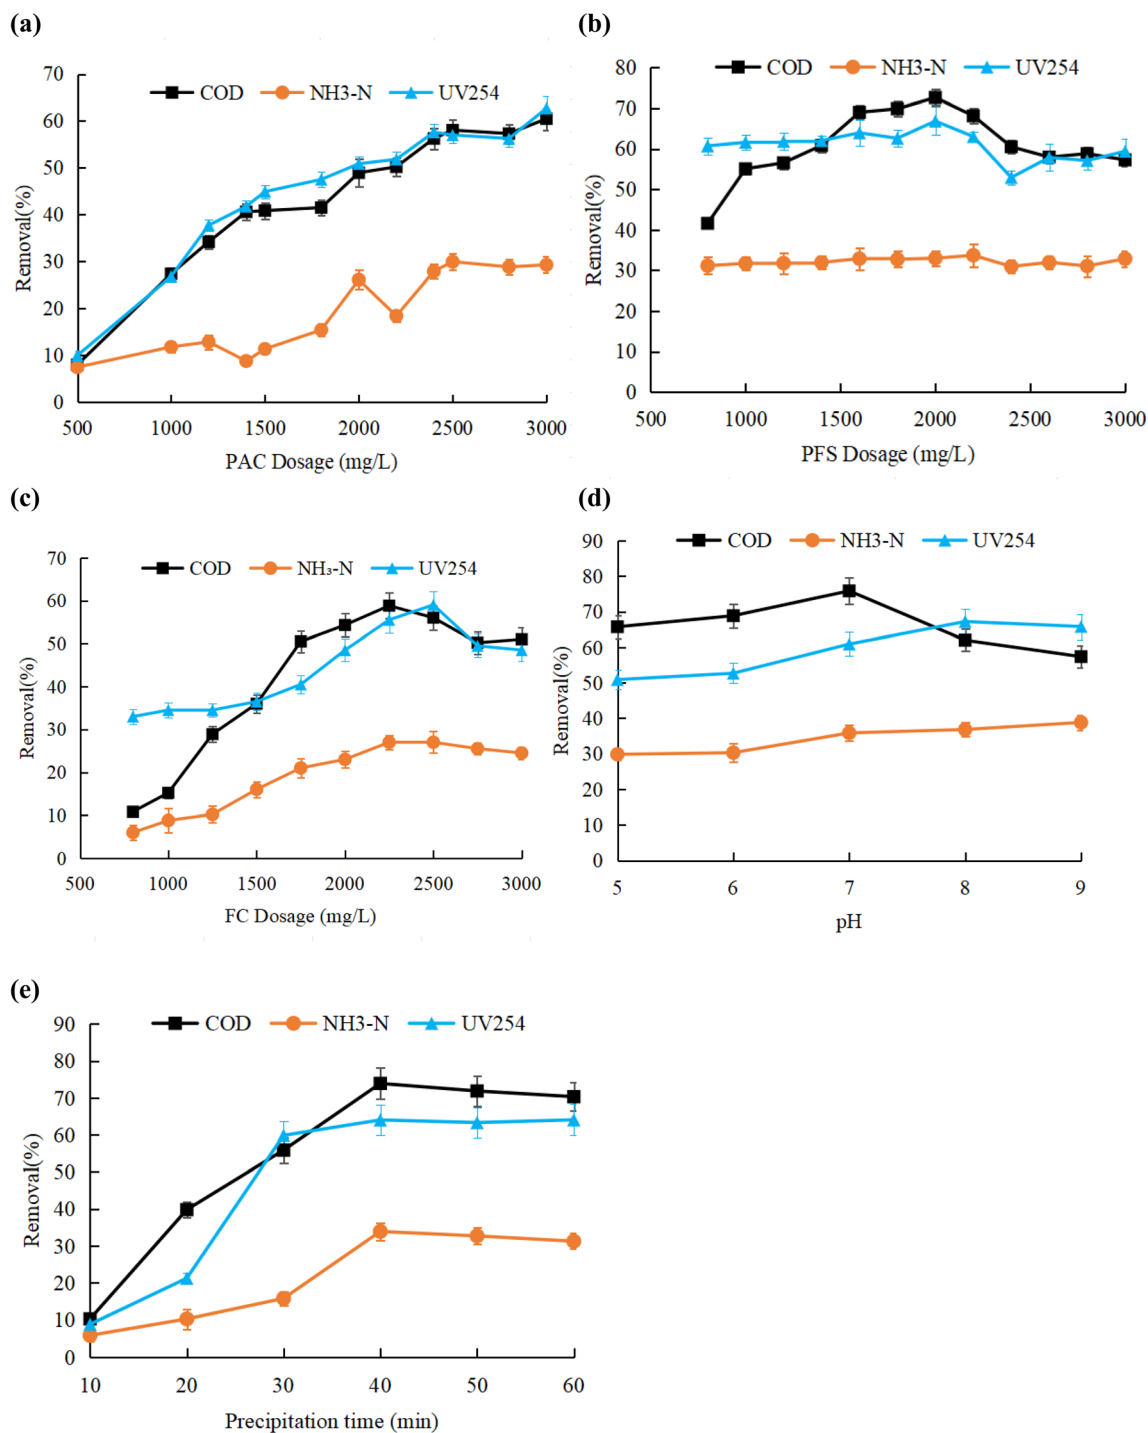 (a)
COD NH3-N UV254
Removal(%)
70
60
50
40
30
20
10
0
500 1000 1500 2000 2500 3000
PAC Dosage (mg/L)
(b)
COD NH3-N UV254
Removal(%)
80
70
60
50
40
30
20
10
0
500 1000 1500 2000 2500 3000
PFS Dosage (mg/L)
(c)
COD NH₃-N UV254
Removal(%)
70
60
50
40
30
20
10
0
500 1000 1500 2000 2500 3000
FC Dosage (mg/L)
(d)
COD NH3-N UV254
Removal(%)
90
80
70
60
50
40
30
20
10
0
5 6 7 8 9
pH
(e)
COD NH3-N UV254
Removal(%)
90
80
70
60
50
40
30
20
10
0
10 20 30 40 50 60
Precipitation time (min)